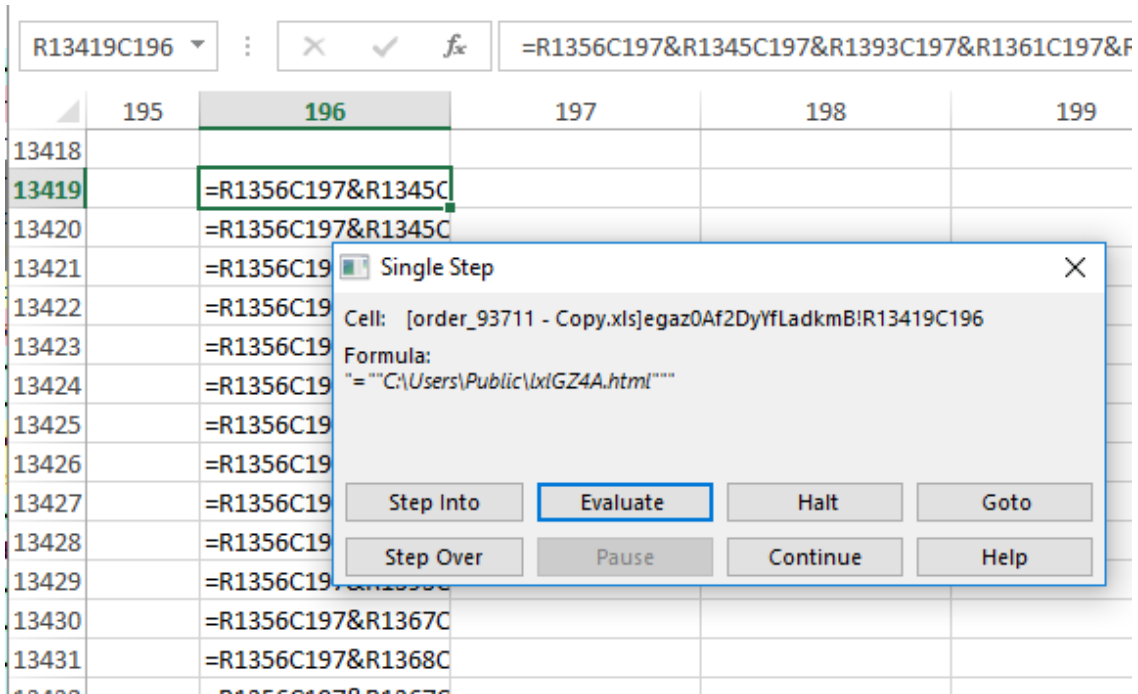 R13419C196 fx =R1356C197&R1345C197&R1393C197&R1361C197&R
195 196 197 198 199
13418
13419 =R1356C197&R1345C
13420 =R1356C197&R1345C
13421 =R1356C19
13422 =R1356C19
13423 =R1356C19
13424 =R1356C19
13425 =R1356C19
13426 =R1356C19
13427 =R1356C19
13428 =R1356C19
13429
13430 =R1356C197&R1367C
13431 =R1356C197&R1368C
Single Step
Cell: [order_93711 - Copy.xls]egaz0Af2DyYfLadkmB!R13419C196
Formula:
"=""C:\Users\Public\lxlGZ4A.html"""
Step Into Evaluate Halt Goto
Step Over Pause Continue Help